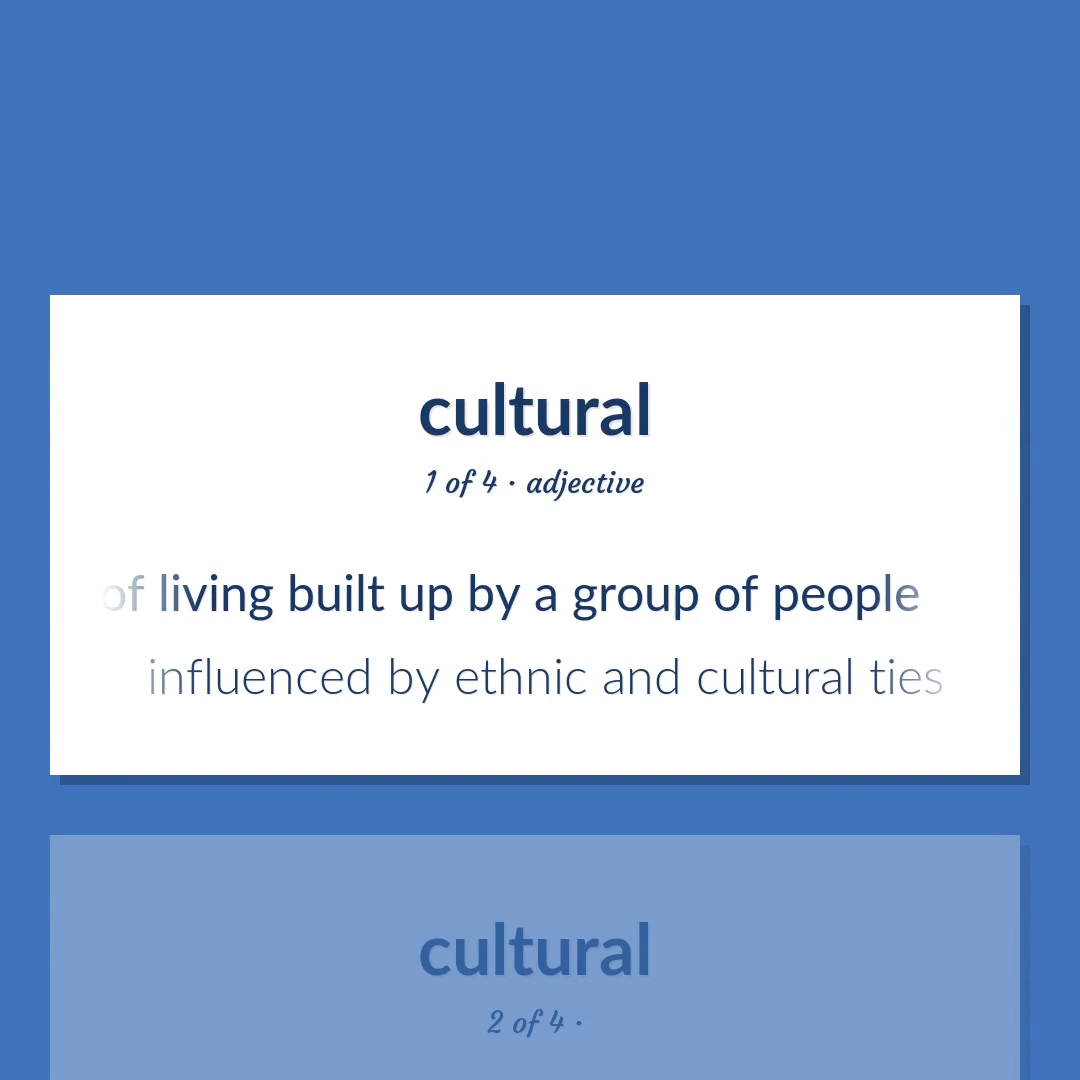 cultural
1 of 4 · adjective
of living built up by a group of people
influenced by ethnic and cultural ties
cultural
2 of 4 ·